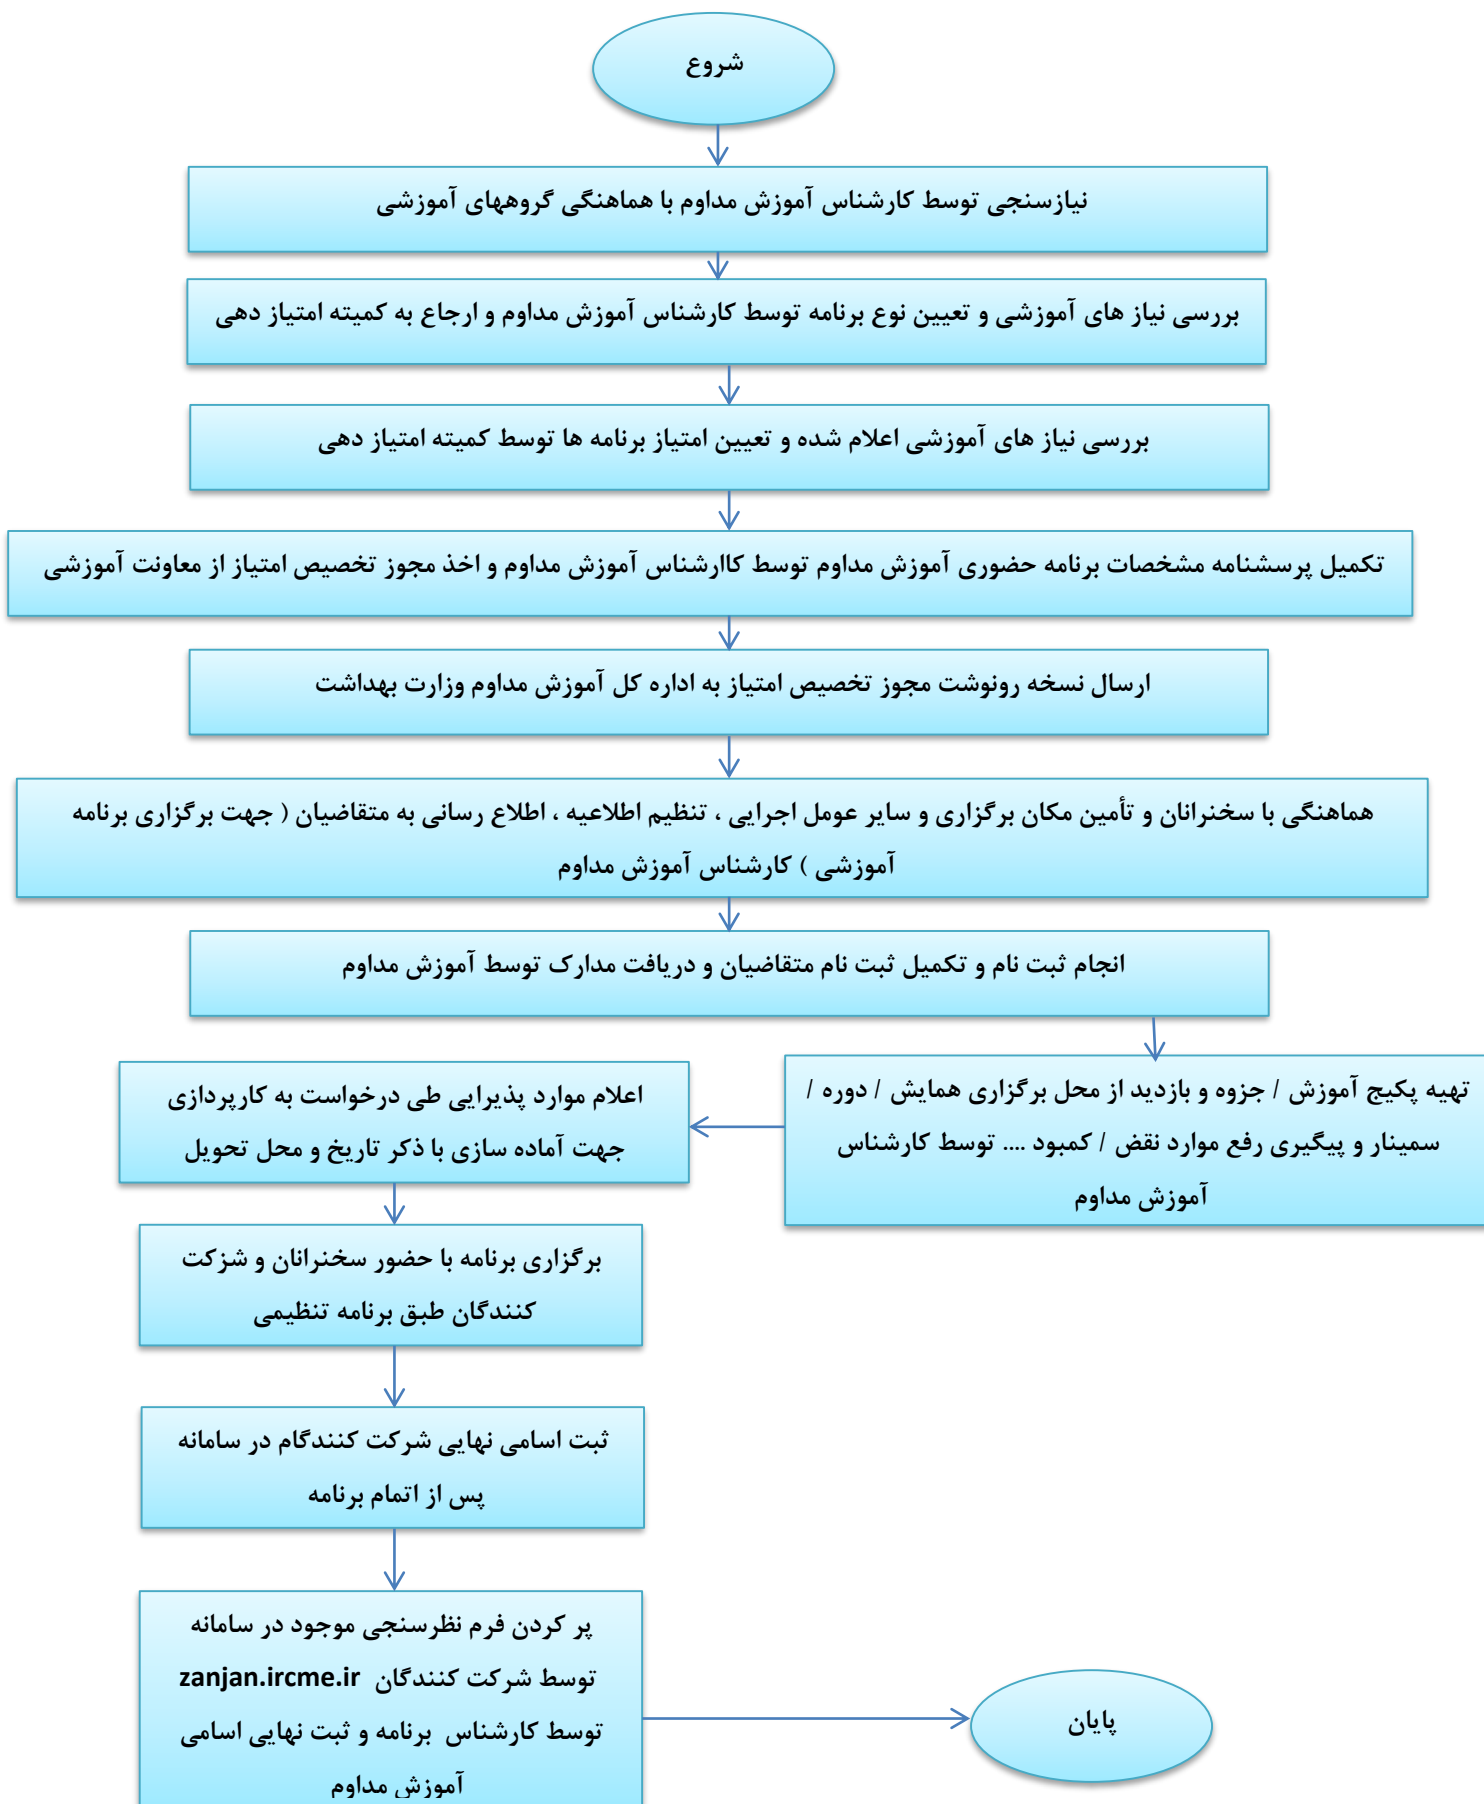 شروع
نیازسنجی توسط کارشناس آموزش مداوم با هماهنگی گروههای آموزشی
بررسی نیاز های آموزشی و تعیین نوع برنامه توسط کارشناس آموزش مداوم و ارجاع به کمیته امتیاز دهی
بررسی نیاز های آموزشی اعلام شده و تعیین امتیاز برنامه ها توسط کمیته امتیاز دهی
تکمیل پرسشنامه مشخصات برنامه حضوری آموزش مداوم توسط کاارشناس آموزش مداوم و اخذ مجوز تخصیص امتیاز از معاونت آموزشی
ارسال نسخه رونوشت مجوز تخصیص امتیاز به اداره کل آموزش مداوم وزارت بهداشت
هماهنگی با سخنرانان و تأمین مکان برگزاری و سایر عومل اجرایی ، تنظیم اطلاعیه ، اطلاع رسانی به متقاضیان ( جهت برگزاری برنامه
آموزشی ) کارشناس آموزش مداوم
انجام ثبت نام و تکمیل ثبت نام متقاضیان و دریافت مدارک توسط آموزش مداوم
تهیه پکیج آموزش / جزوه و بازدید از محل برگزاری همایش / دوره /
سمینار و پیگیری رفع موارد نقض / کمبود .... توسط کارشناس
آموزش مداوم
اعلام موارد پذیرایی طی درخواست به کارپردازی
جهت آماده سازی با ذکر تاریخ و محل تحویل
برگزاری برنامه با حضور سخنرانان و شزکت
کنندگان طبق برنامه تنظیمی
ثبت اسامی نهایی شرکت کنندگام در سامانه
پس از اتمام برنامه
پر کردن فرم نظرسنجی موجود در سامانه
توسط شرکت کنندگان zanjan.ircme.ir
توسط کارشناس برنامه و ثبت نهایی اسامی
آموزش مداوم
پایان